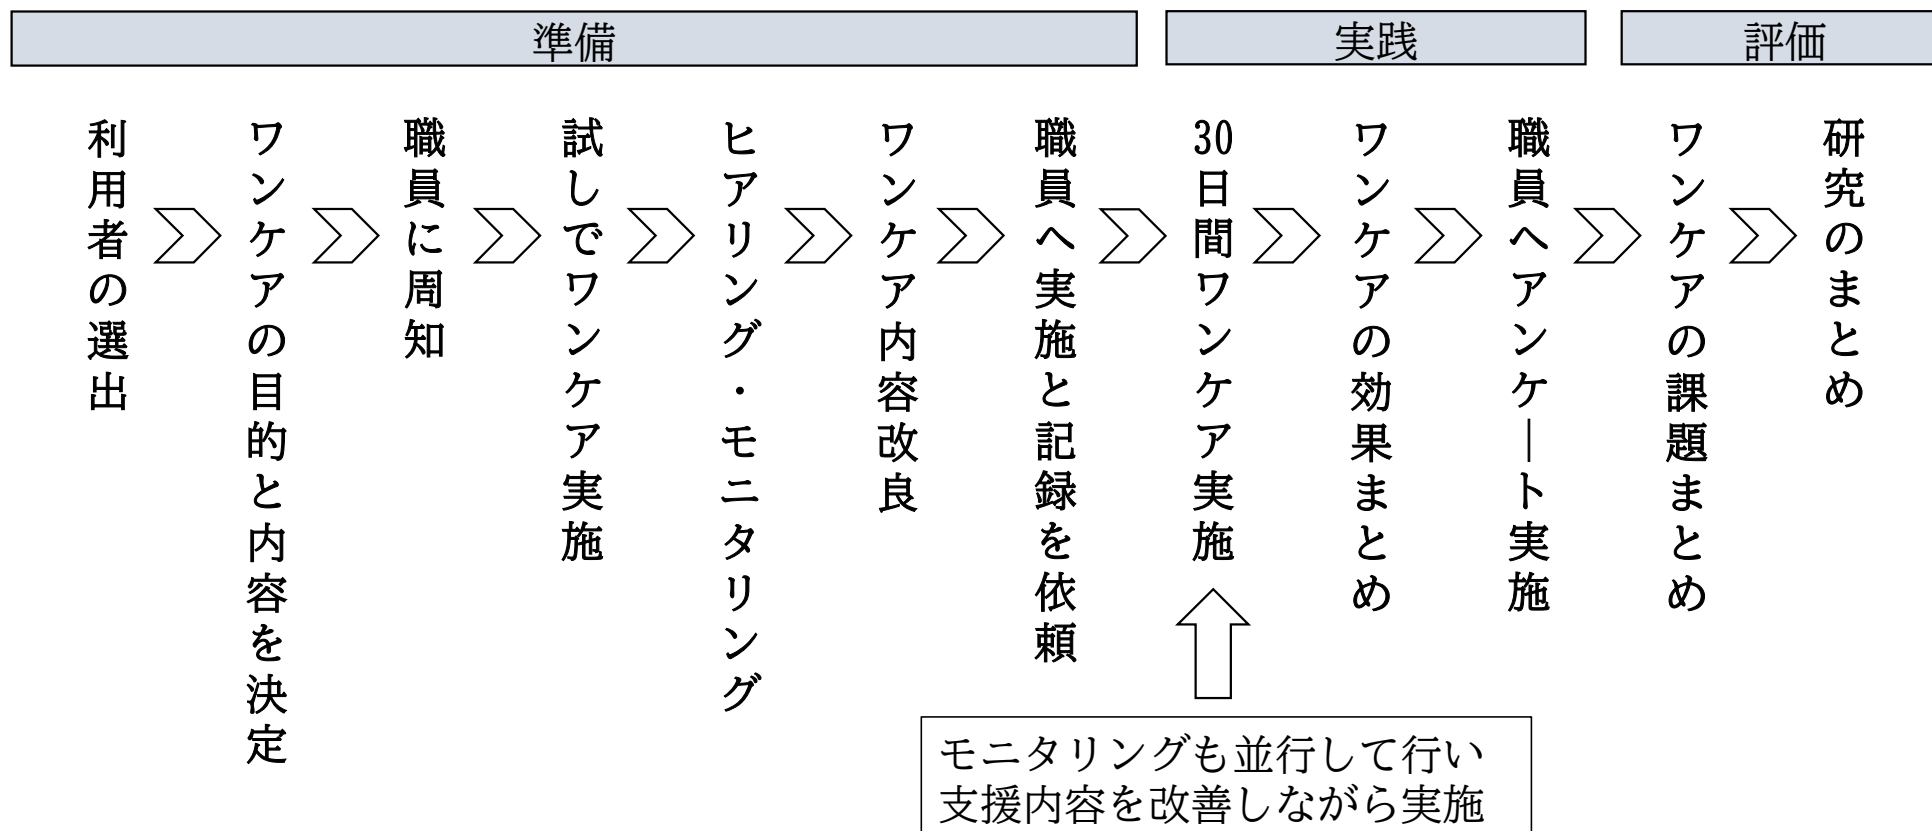 準備
実践
評価
利用者の選出
ワンケアの目的と内容を決定
職員に周知
試しでワンケア実施
ヒアリング・モニタリング
ワンケア内容改良
職員へ実施と記録を依頼
30日間ワンケア実施
ワンケアの効果まとめ
職員へアンケート実施
ワンケアの課題まとめ
研究のまとめ
モニタリングも並行して行い
支援内容を改善しながら実施